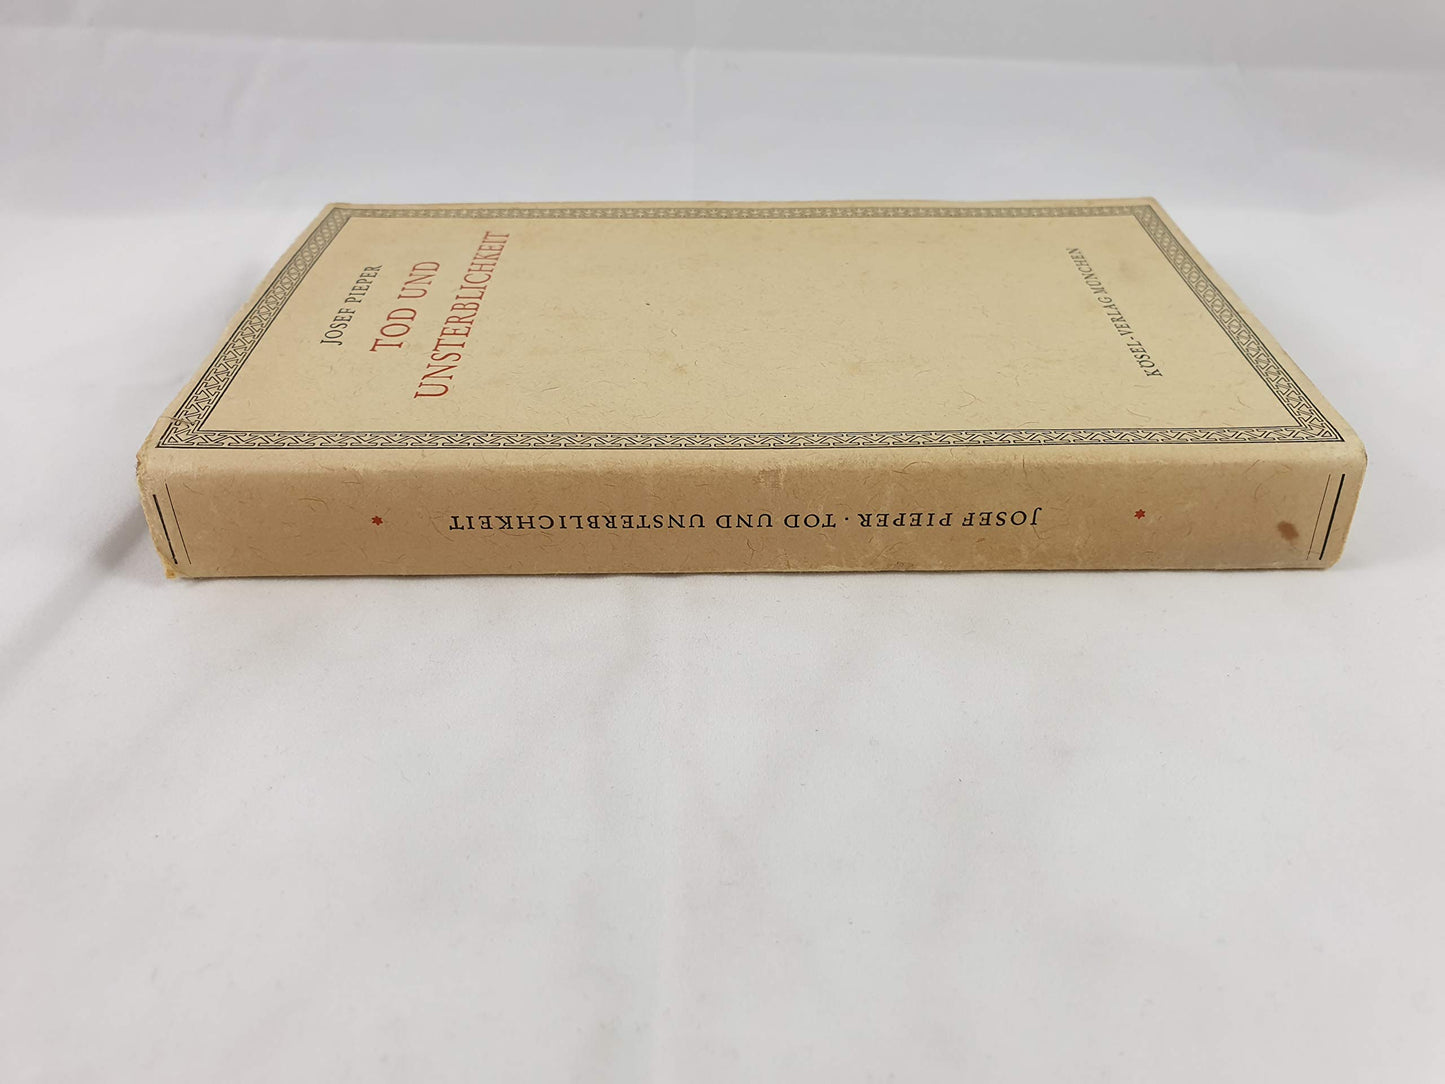 JOSEF PIEPER
TOD UND
UNSTERBLICHKEIT
KÖSEL-VERLAG MÜNCHEN
JOSEF PIEPER · TOD UND UNSTERBLICHKEIT